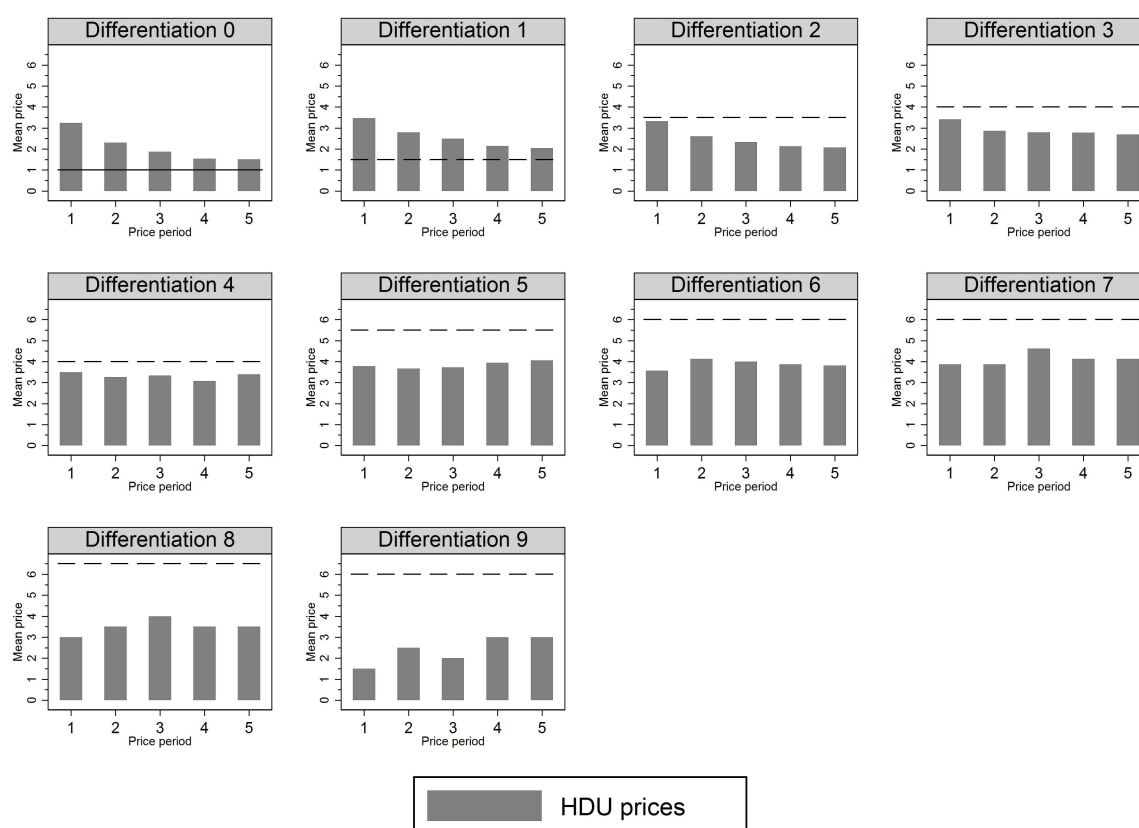 Differentiation 0
Differentiation 1
Differentiation 2
Differentiation 3
Mean price
0 1 2 3 4 5 6
Mean price
0 1 2 3 4 5 6
Mean price
0 1 2 3 4 5 6
Mean price
0 1 2 3 4 5 6
1 2 3 4 5
1 2 3 4 5
1 2 3 4 5
1 2 3 4 5
Price period
Price period
Price period
Price period
Differentiation 4
Differentiation 5
Differentiation 6
Differentiation 7
Mean price
0 1 2 3 4 5 6
Mean price
0 1 2 3 4 5 6
Mean price
0 1 2 3 4 5 6
Mean price
0 1 2 3 4 5 6
1 2 3 4 5
1 2 3 4 5
1 2 3 4 5
1 2 3 4 5
Price period
Price period
Price period
Price period
Differentiation 8
Differentiation 9
Mean price
0 1 2 3 4 5 6
Mean price
0 1 2 3 4 5 6
1 2 3 4 5
1 2 3 4 5
Price period
Price period
HDU prices